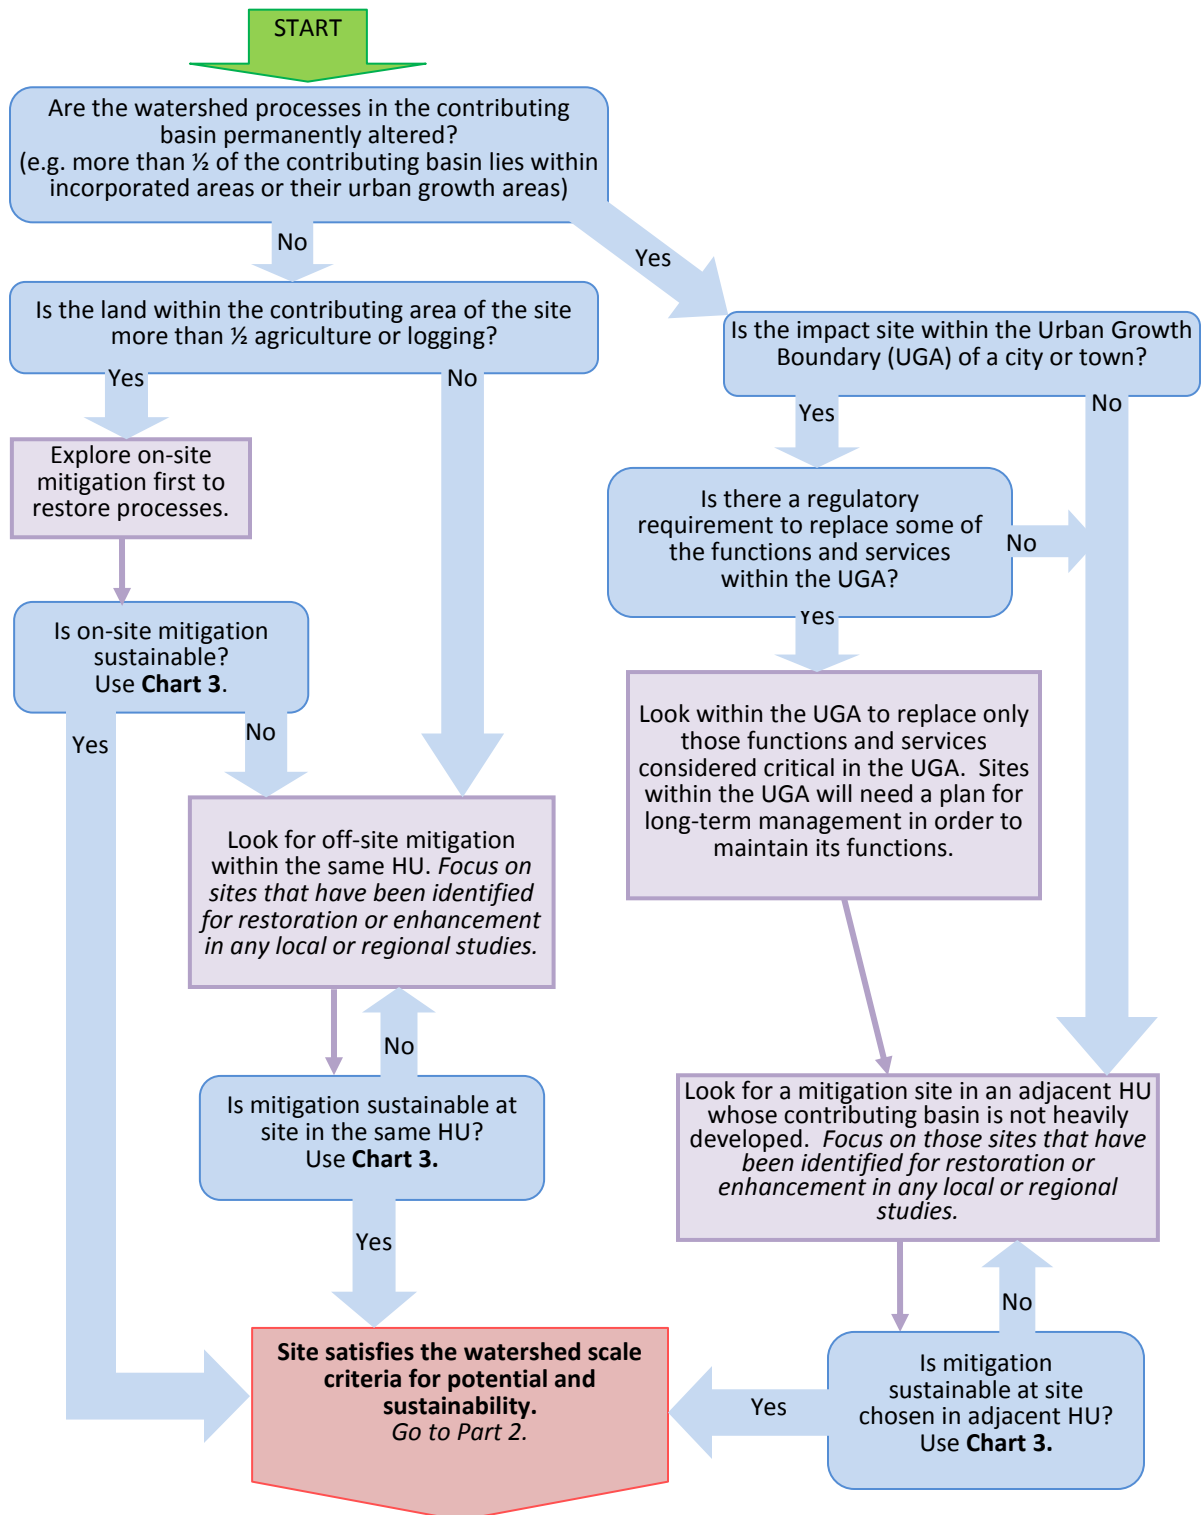 START
Are the watershed processes in the contributing
basin permanently altered?
(e.g. more than ½ of the contributing basin lies within
incorporated areas or their urban growth areas)
No
Yes
Is the land within the contributing area of the site
more than ½ agriculture or logging?
Is the impact site within the Urban Growth
Boundary (UGA) of a city or town?
Yes
No
Yes
No
Explore on-site
mitigation first to
restore processes.
Is there a regulatory
requirement to replace some of
the functions and services
within the UGA?
No
Yes
Is on-site mitigation
sustainable?
Use Chart 3.
Yes
No
Look within the UGA to replace only
those functions and services
considered critical in the UGA.  Sites
within the UGA will need a plan for
long-term management in order to
maintain its functions.
Look for off-site mitigation
within the same HU. Focus on
sites that have been identified
for restoration or enhancement
in any local or regional studies.
No
Is mitigation sustainable at
site in the same HU?
Use Chart 3.
Yes
Look for a mitigation site in an adjacent HU
whose contributing basin is not heavily
developed.  Focus on those sites that have
been identified for restoration or
enhancement in any local or regional
studies.
No
Is mitigation
sustainable at site
chosen in adjacent HU?
Use Chart 3.
Yes
Site satisfies the watershed scale
criteria for potential and
sustainability.
Go to Part 2.